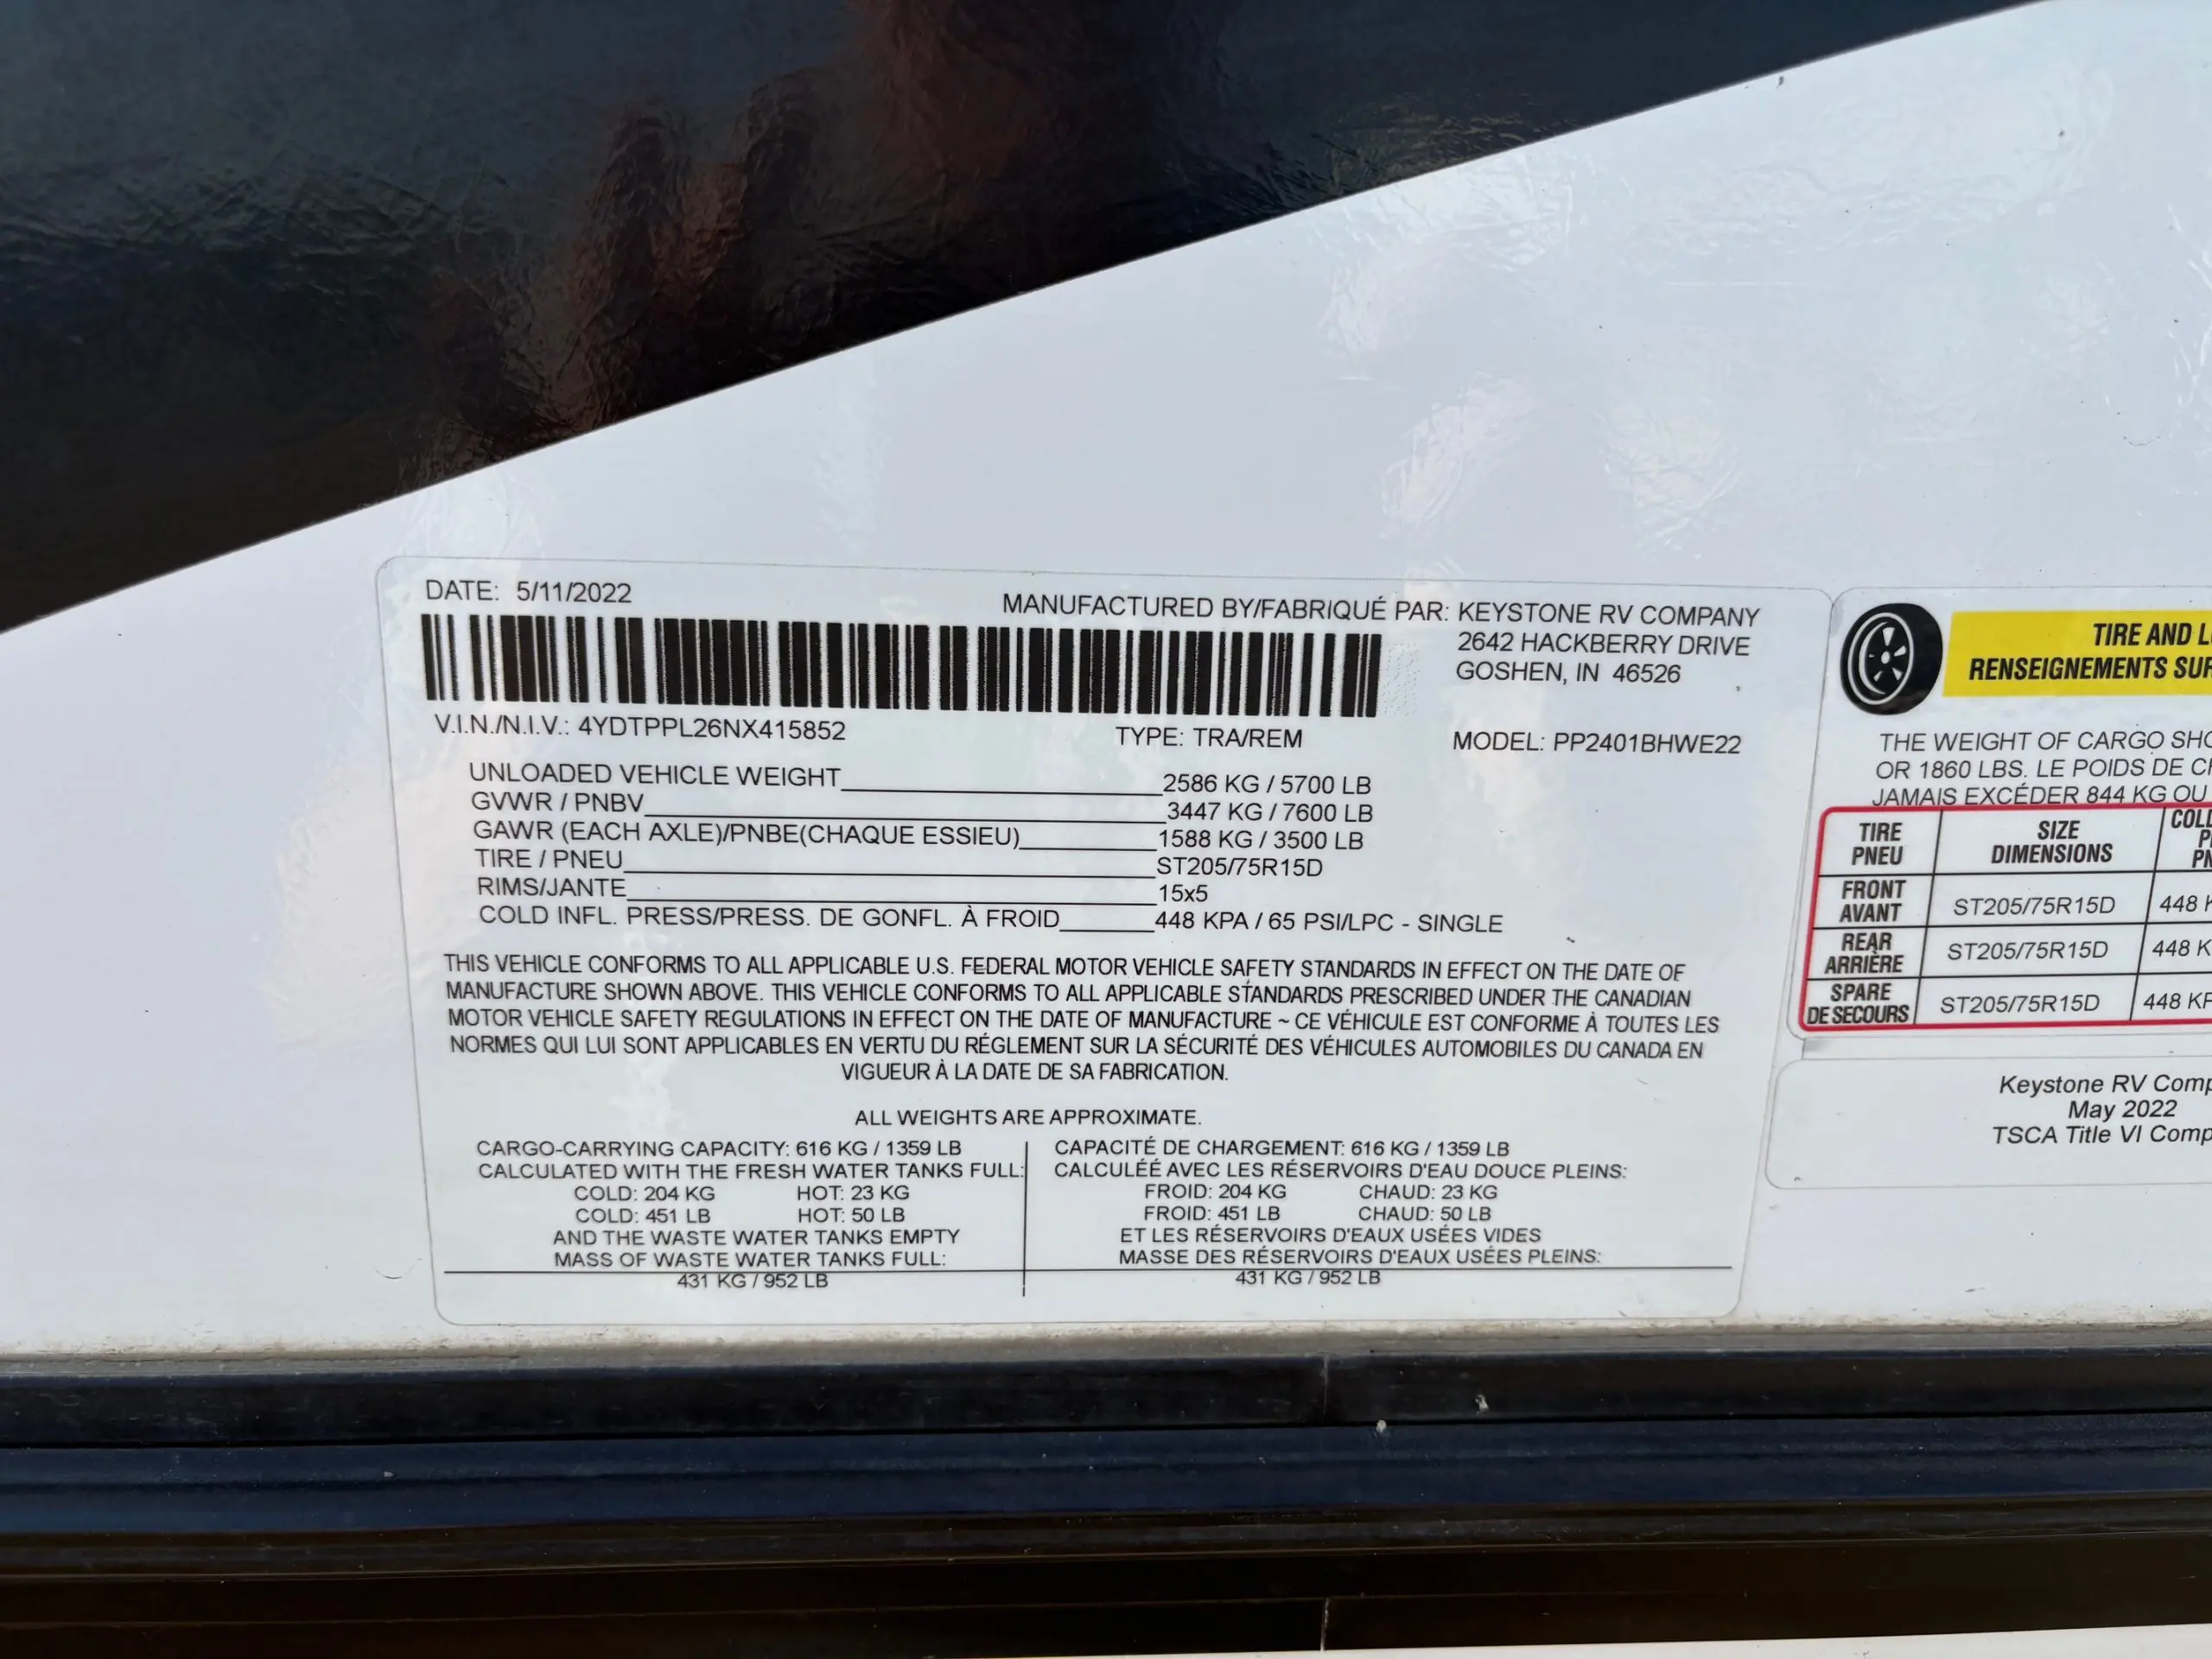 DATE: 5/11/2022
MANUFACTURED BY/FABRIQUÉ PAR: KEYSTONE RV COMPANY
2642 HACKBERRY DRIVE
GOSHEN, IN 46526
V.I.N./N.I.V.: 4YDTPPL26NX415852 TYPE: TRA/REM MODEL: PP2401BHWE22
UNLOADED VEHICLE WEIGHT 2586 KG / 5700 LB
GVWR / PNBV 3447 KG / 7600 LB
GAWR (EACH AXLE)/PNBE(CHAQUE ESSIEU) 1588 KG / 3500 LB
TIRE / PNEU ST205/75R15D
RIMS/JANTE 15x5
COLD INFL. PRESS/PRESS. DE GONFL. À FROID 448 KPA / 65 PSI/LPC - SINGLE
THIS VEHICLE CONFORMS TO ALL APPLICABLE U.S. FEDERAL MOTOR VEHICLE SAFETY STANDARDS IN EFFECT ON THE DATE OF
MANUFACTURE SHOWN ABOVE. THIS VEHICLE CONFORMS TO ALL APPLICABLE STANDARDS PRESCRIBED UNDER THE CANADIAN
MOTOR VEHICLE SAFETY REGULATIONS IN EFFECT ON THE DATE OF MANUFACTURE ~ CE VÉHICULE EST CONFORME À TOUTES LES
NORMES QUI LUI SONT APPLICABLES EN VERTU DU RÉGLEMENT SUR LA SÉCURITÉ DES VÉHICULES AUTOMOBILES DU CANADA EN
VIGUEUR À LA DATE DE SA FABRICATION.
ALL WEIGHTS ARE APPROXIMATE.
CARGO-CARRYING CAPACITY: 616 KG / 1359 LB
CALCULATED WITH THE FRESH WATER TANKS FULL:
COLD: 204 KG HOT: 23 KG
COLD: 451 LB HOT: 50 LB
AND THE WASTE WATER TANKS EMPTY
MASS OF WASTE WATER TANKS FULL:
431 KG / 952 LB
CAPACITÉ DE CHARGEMENT: 616 KG / 1359 LB
CALCULÉÉ AVEC LES RÉSERVOIRS D'EAU DOUCE PLEINS:
FROID: 204 KG CHAUD: 23 KG
FROID: 451 LB CHAUD: 50 LB
ET LES RÉSERVOIRS D'EAUX USÉES VIDES
MASSE DES RÉSERVOIRS D'EAUX USÉES PLEINS:
431 KG / 952 LB
TIRE AND
RENSEIGNEMENTS SUR
THE WEIGHT OF CARGO
OR 1860 LBS. LE POIDS DE
JAMAIS EXCÉDER 844 KG OU
TIRE SIZE
PNEU DIMENSIONS
FRONT
AVANT ST205/75R15D 448
REAR
ARRIÈRE ST205/75R15D 448
SPARE
DE SECOURS ST205/75R15D 448
Keystone RV
May 2022
TSCA Title VI